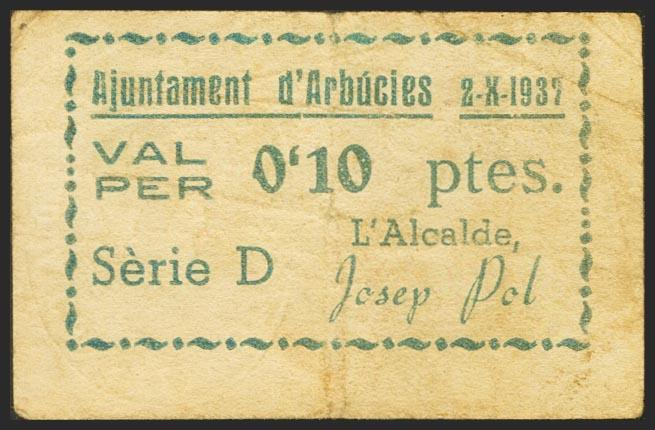 Ajuntament d'Arbúcies 2-X-1937
VAL PER 0'10 ptes.
Sèrie D
L'Alcalde,
Josep Pol